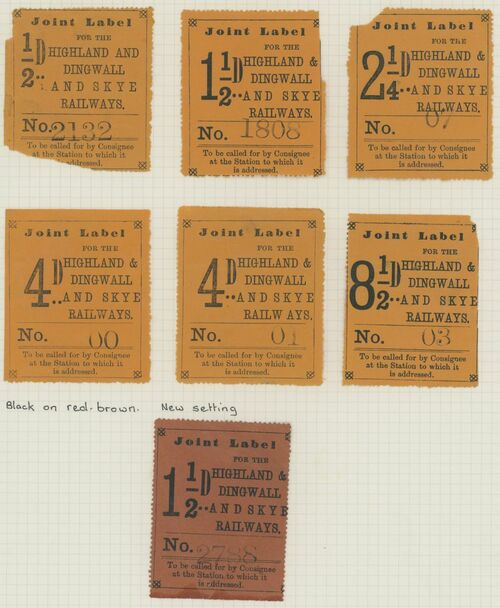 Joint Label
FOR THE
½D HIGHLAND AND
DINGWALL
AND SKYE
RAILWAYS.
No. 2132
To be called for by Consignee
at the Station to which it
is addressed.
Joint Label
FOR THE
1½D HIGHLAND &
DINGWALL
AND SKYE
RAILWAYS.
No. 1808
To be called for by Consignee
at the Station to which it
is addressed.
Joint Label
FOR THE
2¼D HIGHLAND &
DINGWALL
AND SKYE
RAILWAYS.
No. 07
To be called for by Consignee
at the Station to which it
is addressed.
Joint Label
FOR THE
4D HIGHLAND &
DINGWALL
AND SKYE
RAILWAYS.
No. 00
To be called for by Consignee
at the Station to which it
is addressed.
Joint Label
FOR THE
4D HIGHLAND &
DINGWALL
AND SKYE
RAILW AYS.
No. 01
To be called for by Consignee
at the Station to which it
is addressed.
Joint Label
FOR THE
8½D HIGHLAND &
DINGWALL
AND SKYE
RAILWAYS.
No. 03
To be called for by Consignee
at the Station to which it
is addressed.
Black on red-brown. New setting
Joint Label
FOR THE
1½D HIGHLAND &
DINGWALL
AND SKYE
RAILWAYS.
No. 2788
To be called for by Consignee
at the Station to which it
is addressed.